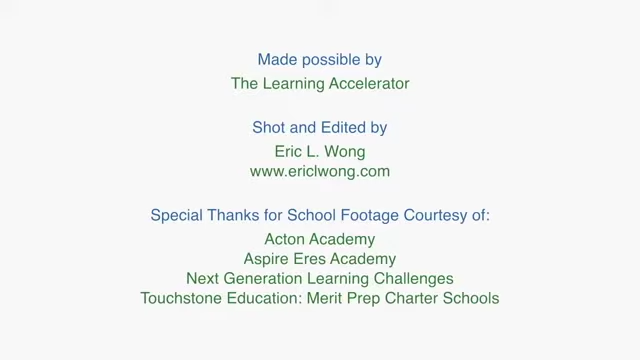 Made possible by
The Learning Accelerator
Shot and Edited by
Eric L. Wong
www.ericlwong.com
Special Thanks for School Footage Courtesy of:
Acton Academy
Aspire Eres Academy
Next Generation Learning Challenges
Touchstone Education: Merit Prep Charter Schools